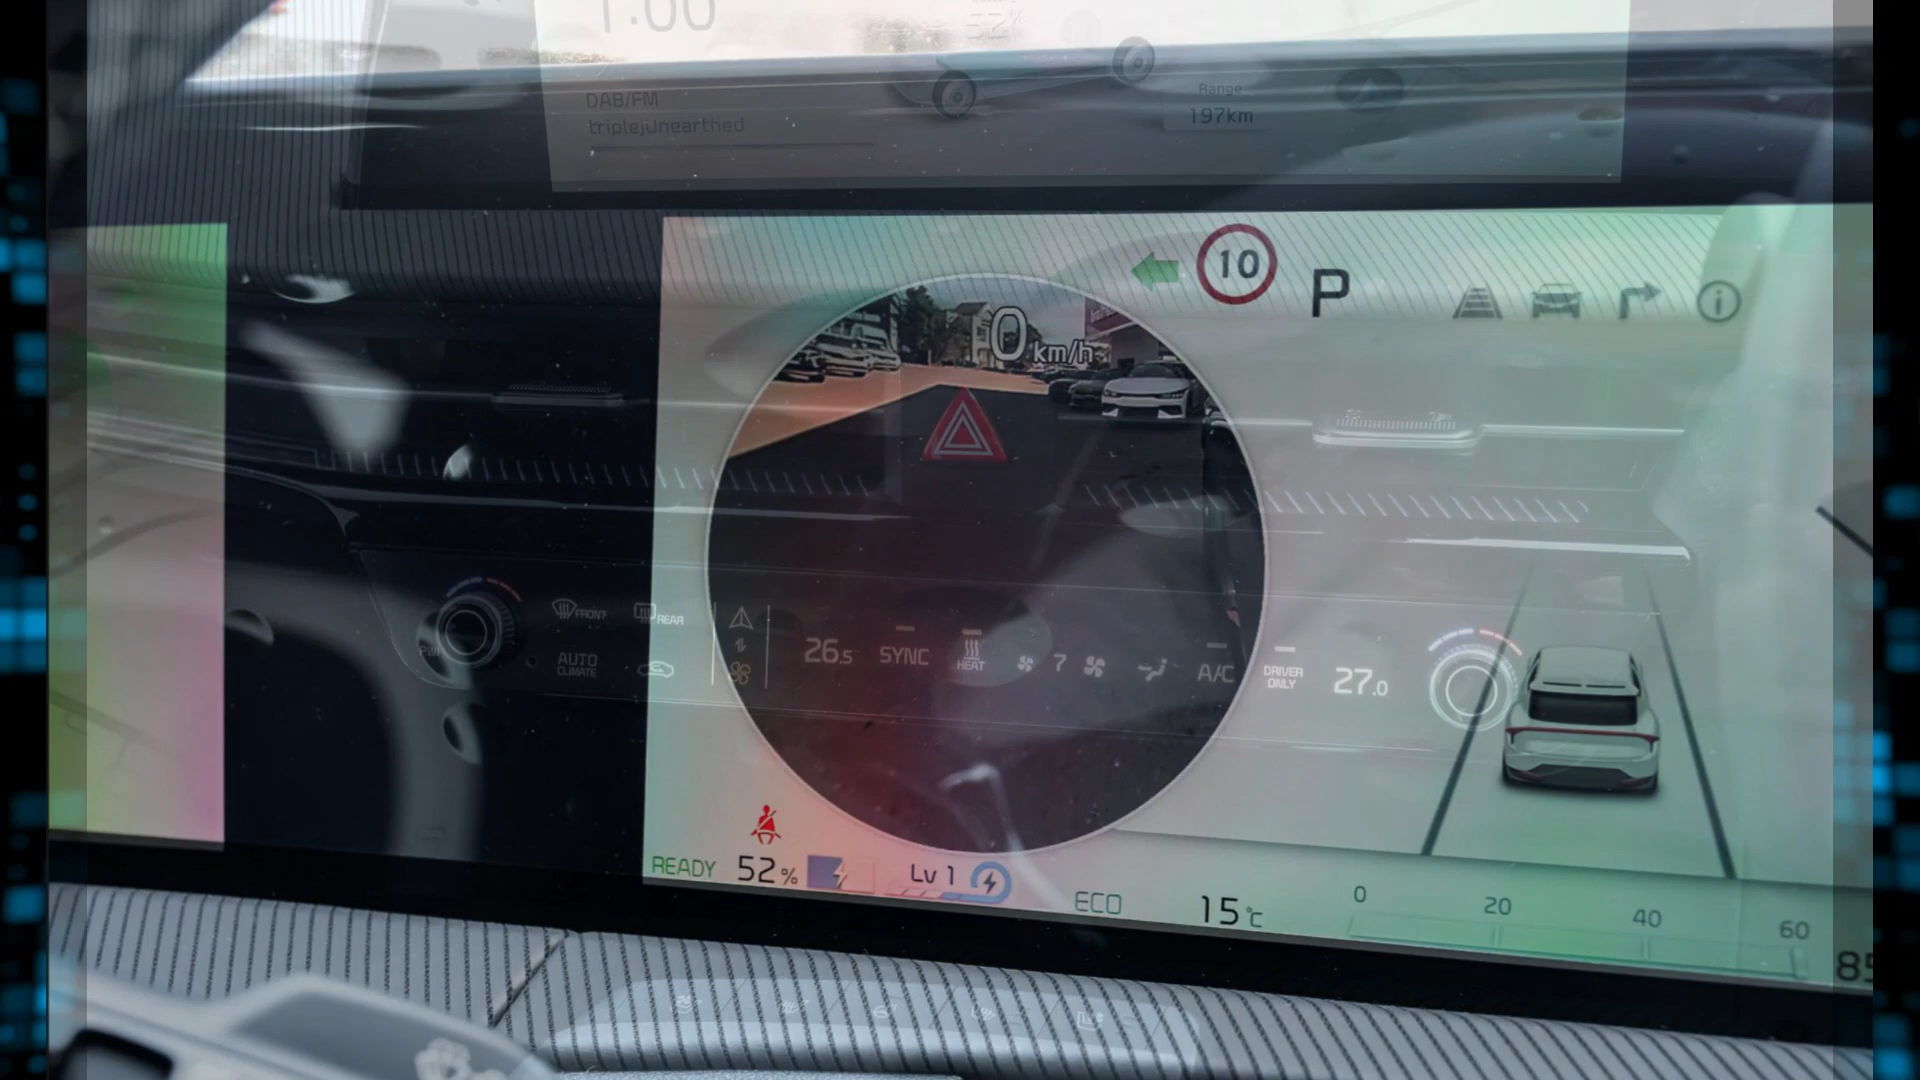 1:00
52%
DAB/FM
triplejUnearthed
Range
197km
10
P
0 km/h
FRONT
REAR
AUTO
CLIMATE
26.5
SYNC
HEAT
7
A/C
DRIVER
ONLY
27.0
READY
52%
Lv 1
ECO
15°C
0
20
40
60